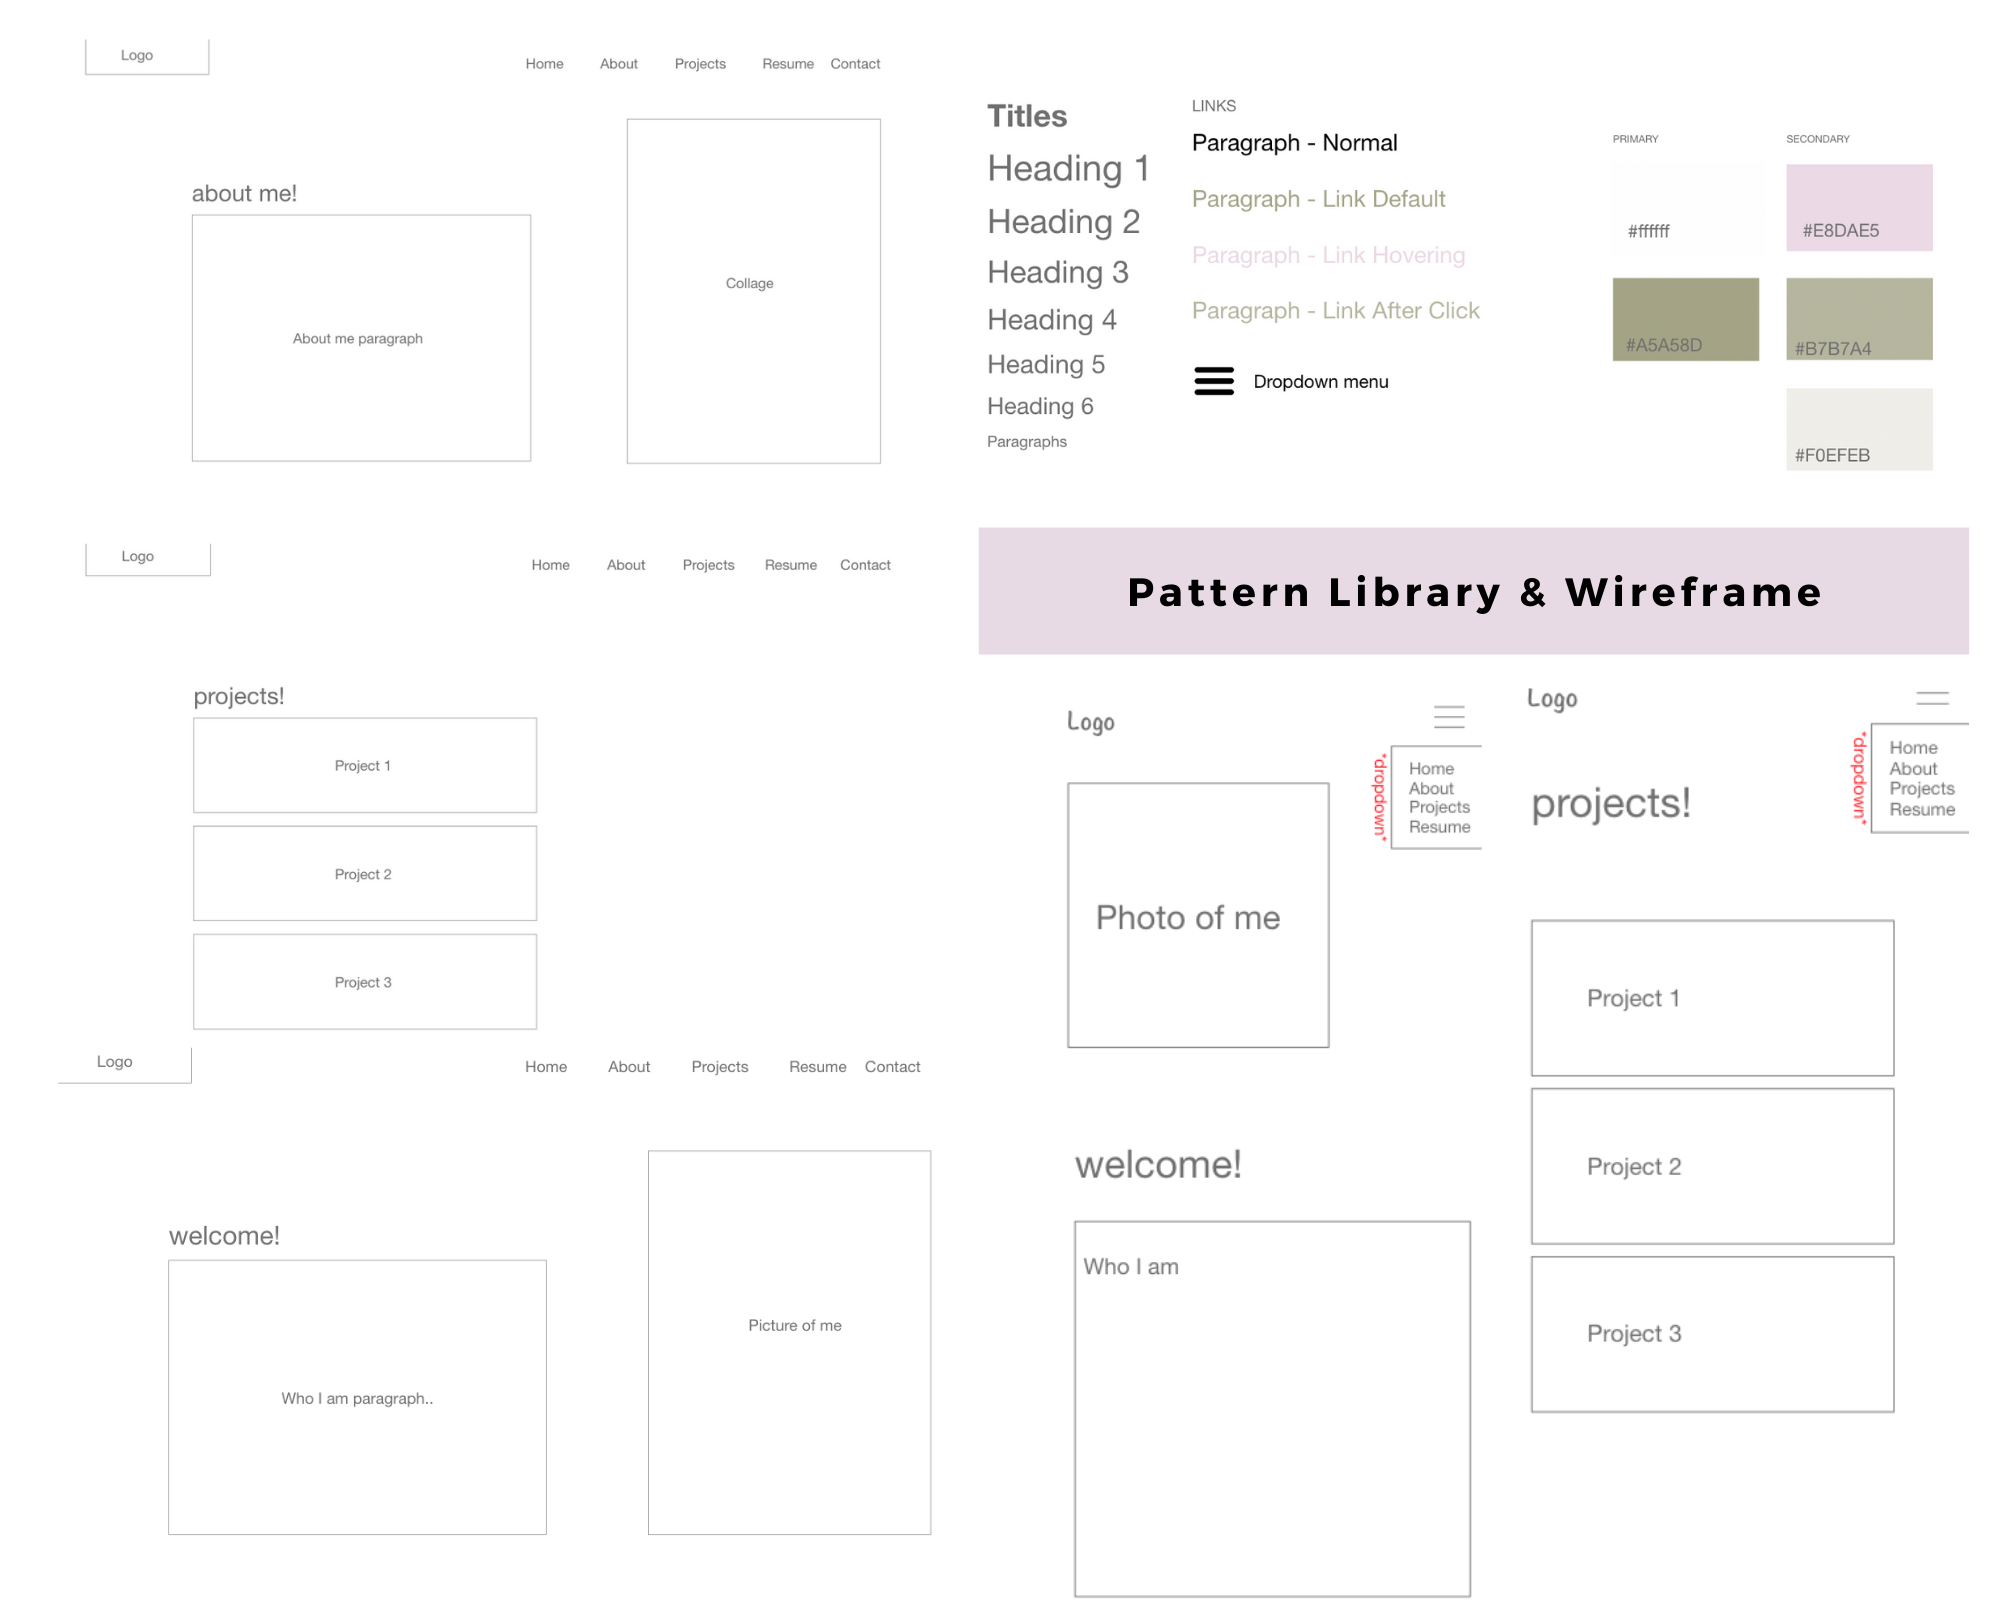 Logo
Home About Projects Resume Contact
about me!
About me paragraph
Collage
Titles
Heading 1
Heading 2
Heading 3
Heading 4
Heading 5
Heading 6
Paragraphs
LINKS
Paragraph - Normal
Paragraph - Link Default
Paragraph - Link Hovering
Paragraph - Link After Click
Dropdown menu
PRIMARY
#ffffff
#A5A58D
SECONDARY
#E8DAE5
#B7B7A4
#F0EFEB
Logo
Home About Projects Resume Contact
projects!
Project 1
Project 2
Project 3
Pattern Library & Wireframe
Logo
Home About Projects Resume Contact
welcome!
Who I am paragraph..
Picture of me
Logo
*dropdown*
Home
About
Projects
Resume
Photo of me
welcome!
Who I am
Logo
*dropdown*
Home
About
Projects
Resume
projects!
Project 1
Project 2
Project 3